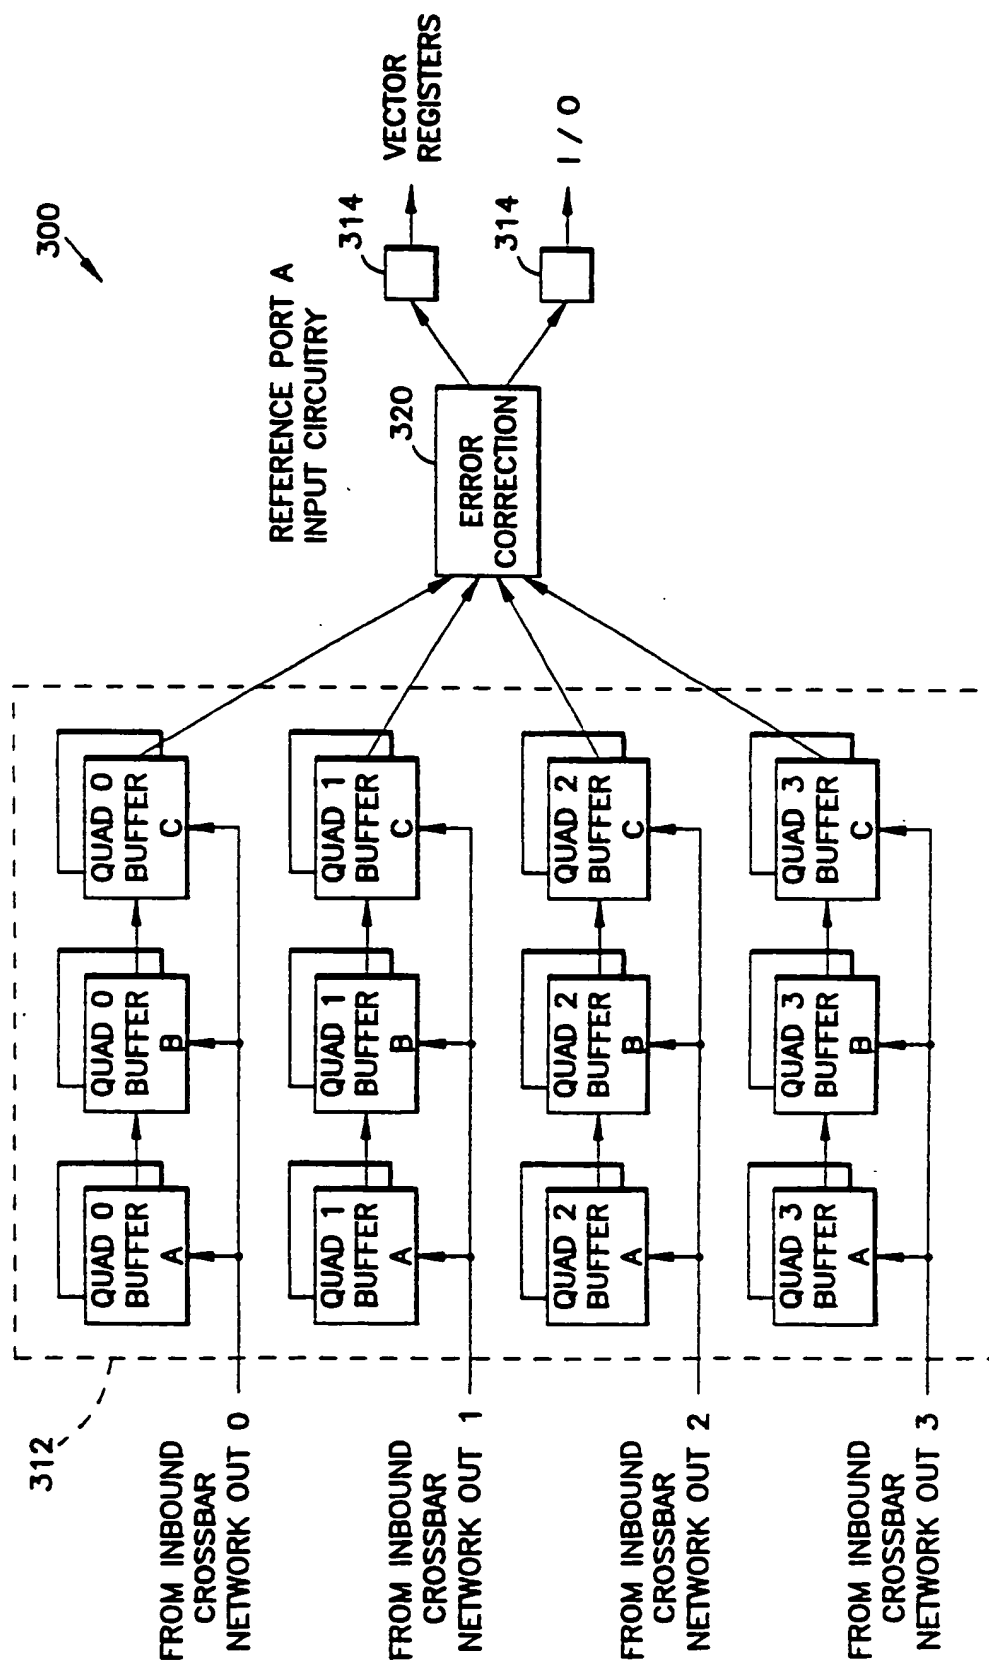 300
REFERENCE PORT A
INPUT CIRCUITRY
312
FROM INBOUND
CROSSBAR
NETWORK OUT 0
QUAD 0
BUFFER
A
QUAD 0
BUFFER
B
QUAD 0
BUFFER
C
FROM INBOUND
CROSSBAR
NETWORK OUT 1
QUAD 1
BUFFER
A
QUAD 1
BUFFER
B
QUAD 1
BUFFER
C
FROM INBOUND
CROSSBAR
NETWORK OUT 2
QUAD 2
BUFFER
A
QUAD 2
BUFFER
B
QUAD 2
BUFFER
C
FROM INBOUND
CROSSBAR
NETWORK OUT 3
QUAD 3
BUFFER
A
QUAD 3
BUFFER
B
QUAD 3
BUFFER
C
320
ERROR
CORRECTION
314
VECTOR
REGISTERS
314
I / O